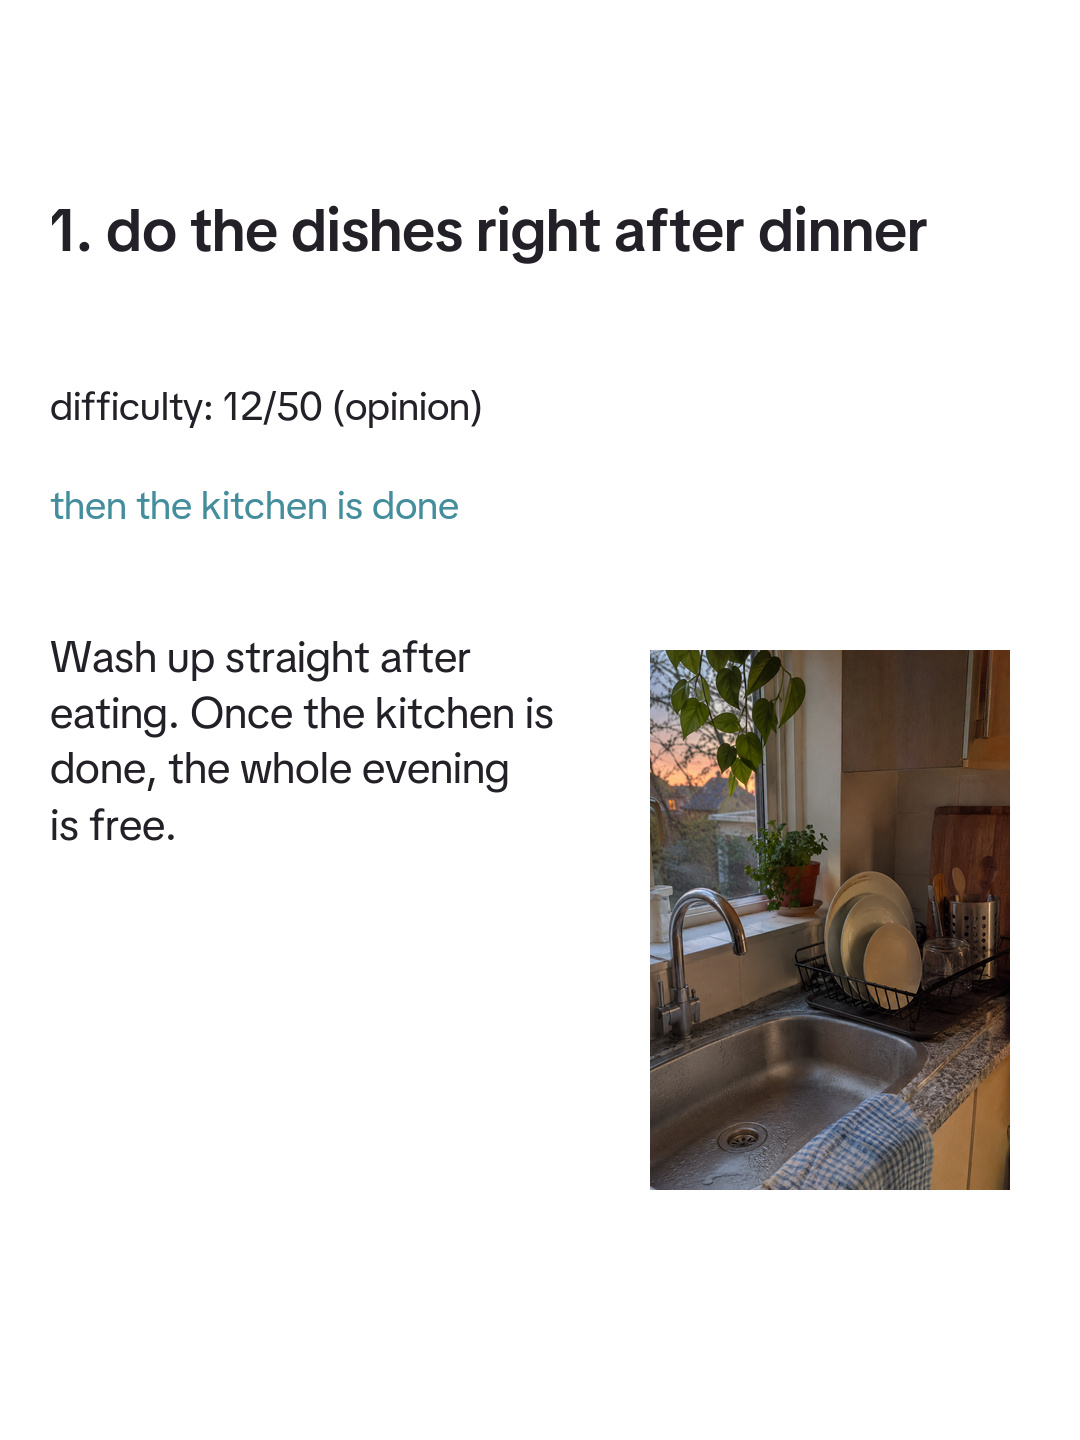 1. do the dishes right after dinner
difficulty: 12/50 (opinion)
then the kitchen is done
Wash up straight after
eating. Once the kitchen is
done, the whole evening
is free.